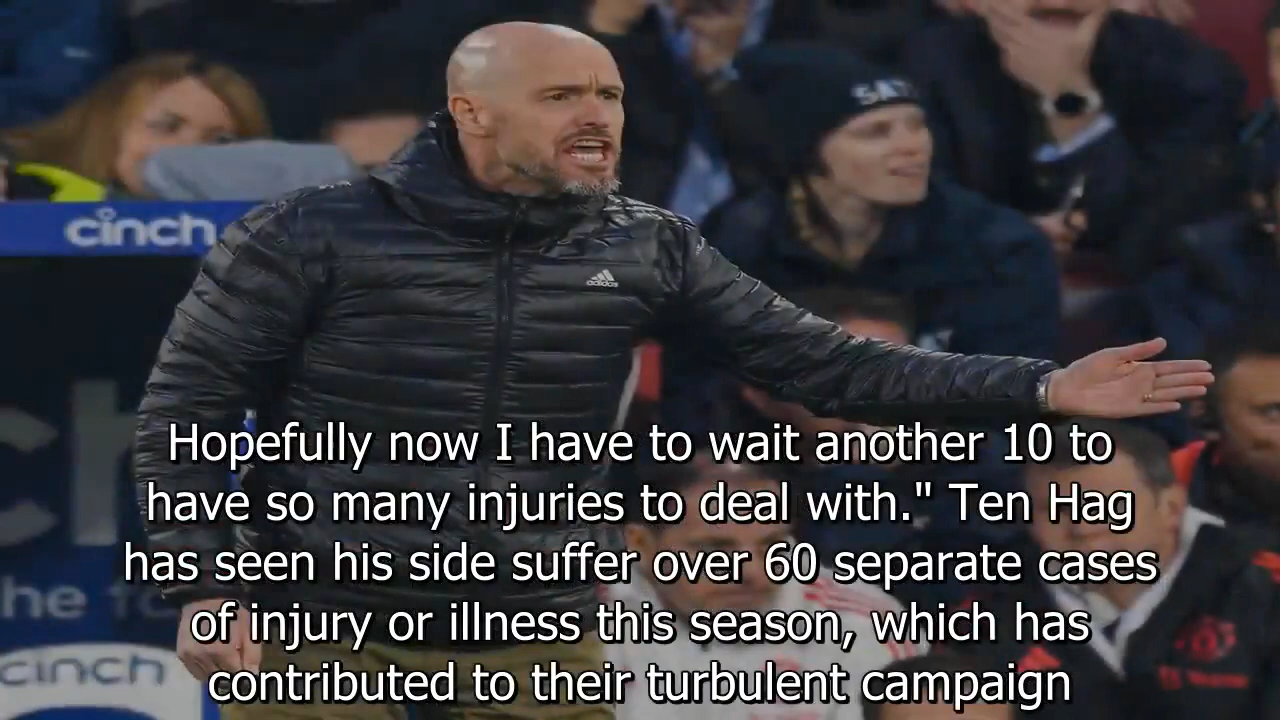 SAY
cinch
adidas
Hopefully now I have to wait another 10 to
have so many injuries to deal with." Ten Hag
has seen his side suffer over 60 separate cases
of injury or illness this season, which has
contributed to their turbulent campaign
cinch